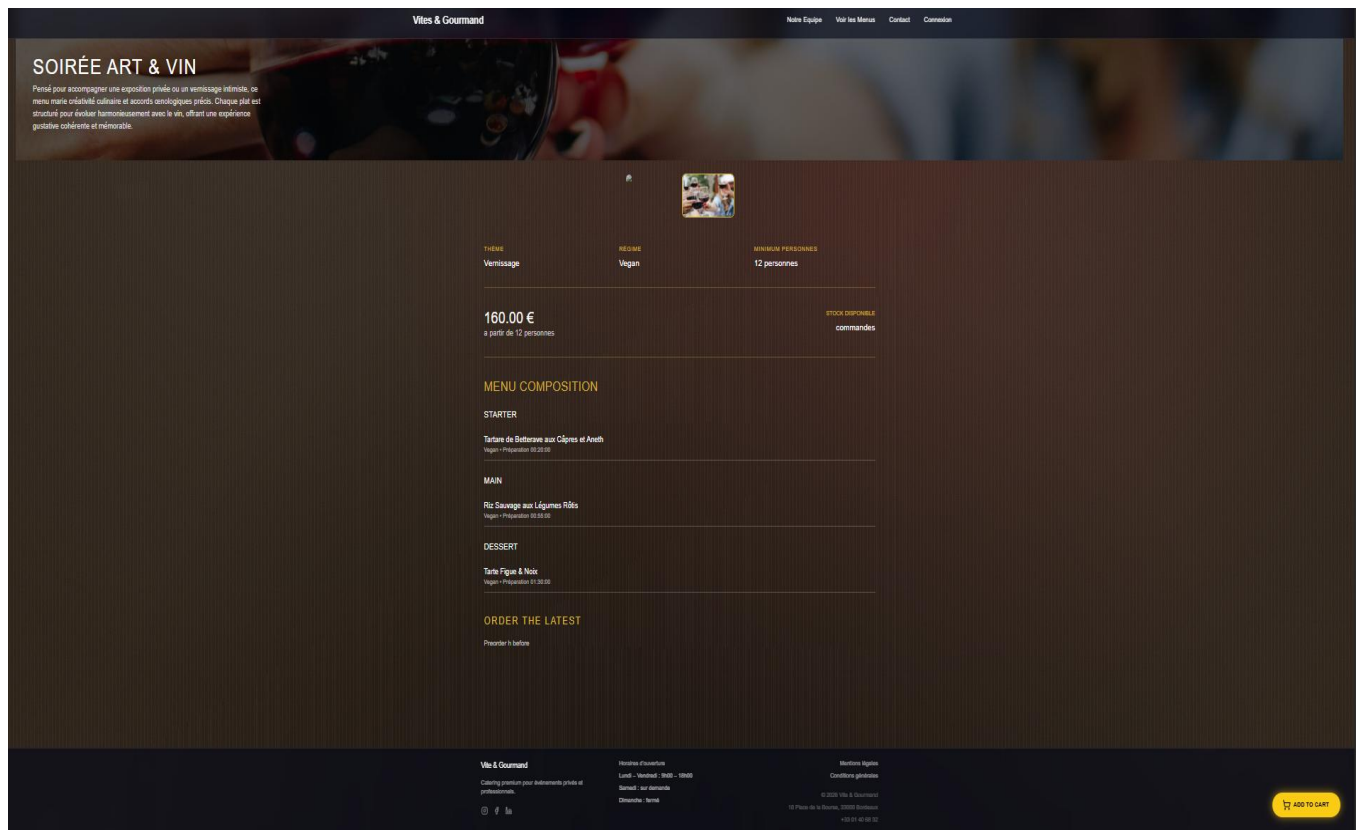 Vites & Gourmand
Notre Equipe Voir les Menus Contact Connexion
SOIRÉE ART & VIN
Pensé pour accompagner une exposition privée ou un vernissage intimiste, ce
menu marie créativité culinaire et accords œnologiques précis. Chaque plat est
structuré pour évoluer harmonieusement avec le vin, offrant une expérience
gustative cohérente et mémorable.
THÈME RÉGIME MINIMUM PERSONNES
Vernissage Vegan 12 personnes
160.00 € STOCK DISPONIBLE
a partir de 12 personnes commandes
MENU COMPOSITION
STARTER
Tartare de Betterave aux Câpres et Aneth
Vegan • Préparation 00:20:00
MAIN
Riz Sauvage aux Légumes Rôtis
Vegan • Préparation 00:55:00
DESSERT
Tarte Figue & Noix
Vegan • Préparation 01:30:00
ORDER THE LATEST
Preorder h before
Vite & Gourmand
Catering premium pour événements privés et
professionnels.
Horaires d'ouverture
Lundi – Vendredi : 9h00 – 18h00
Samedi : sur demande
Dimanche : fermé
Mentions légales
Conditions générales
© 2026 Vite & Gourmand
10 Place de la Bourse, 33000 Bordeaux
ADD TO CART